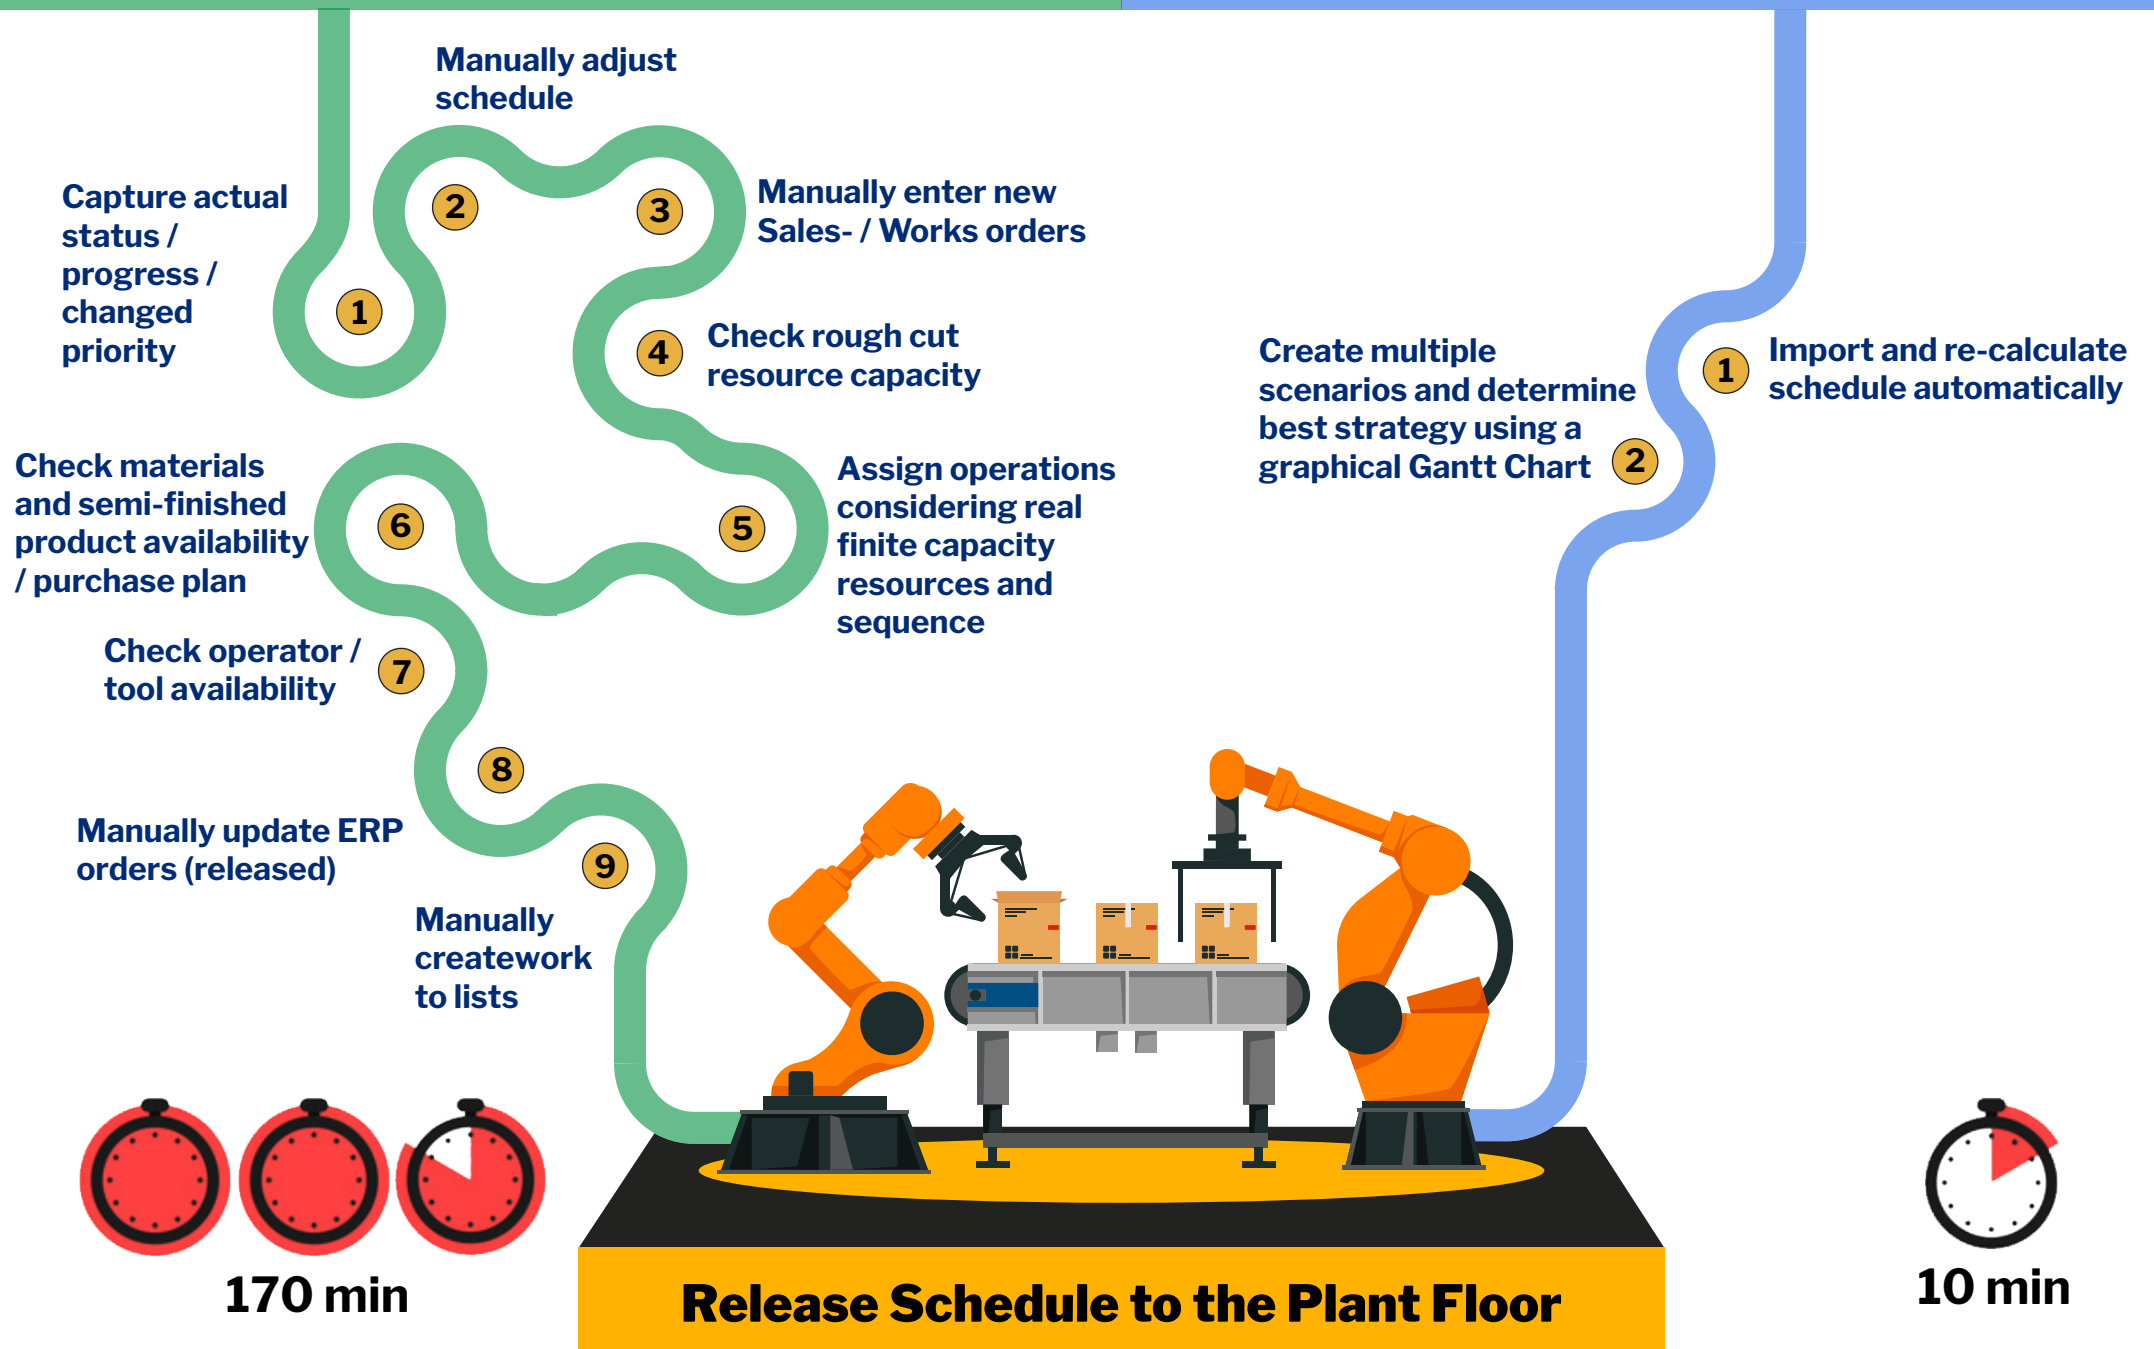 Manually adjust
schedule
Capture actual
status /
progress /
changed
priority
1
2
3
Manually enter new
Sales- / Works orders
4
Check rough cut
resource capacity
5
Assign operations
considering real
finite capacity
resources and
sequence
Check materials
and semi-finished
product availability
/ purchase plan
6
Check operator /
tool availability
7
8
Manually update ERP
orders (released)
9
Manually
creatework
to lists
170 min
1
Import and re-calculate
schedule automatically
Create multiple
scenarios and determine
best strategy using a
graphical Gantt Chart
2
10 min
Release Schedule to the Plant Floor